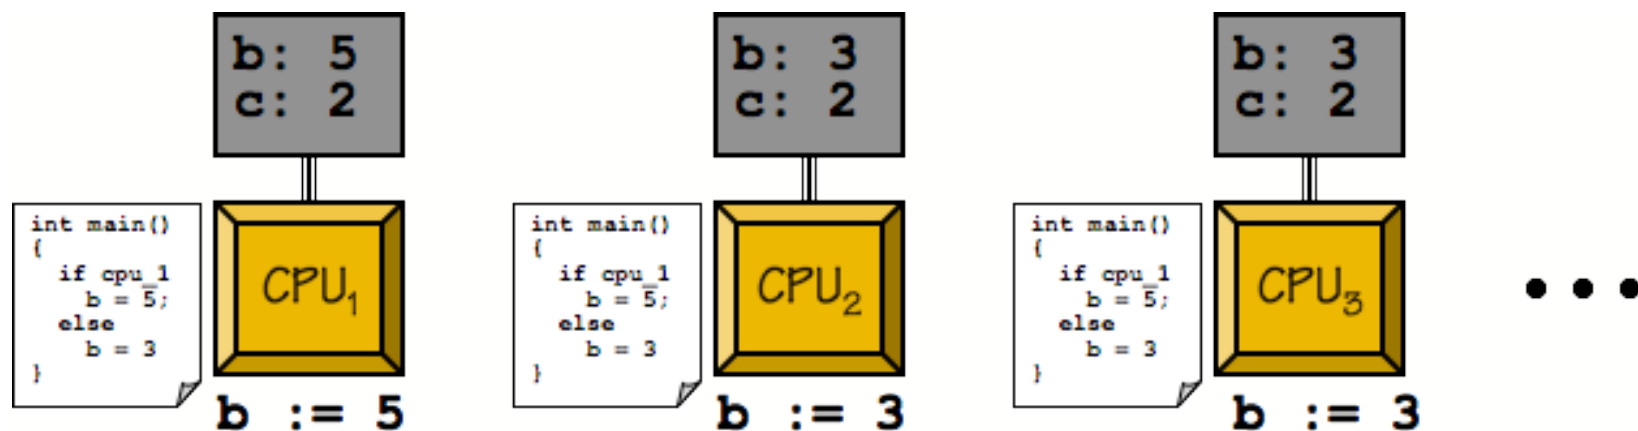 b: 5
c: 2
int main()
{
if cpu_1
b = 5;
else
b = 3
}
CPU1
b := 5
b: 3
c: 2
int main()
{
if cpu_1
b = 5;
else
b = 3
}
CPU2
b := 3
b: 3
c: 2
int main()
{
if cpu_1
b = 5;
else
b = 3
}
CPU3
b := 3